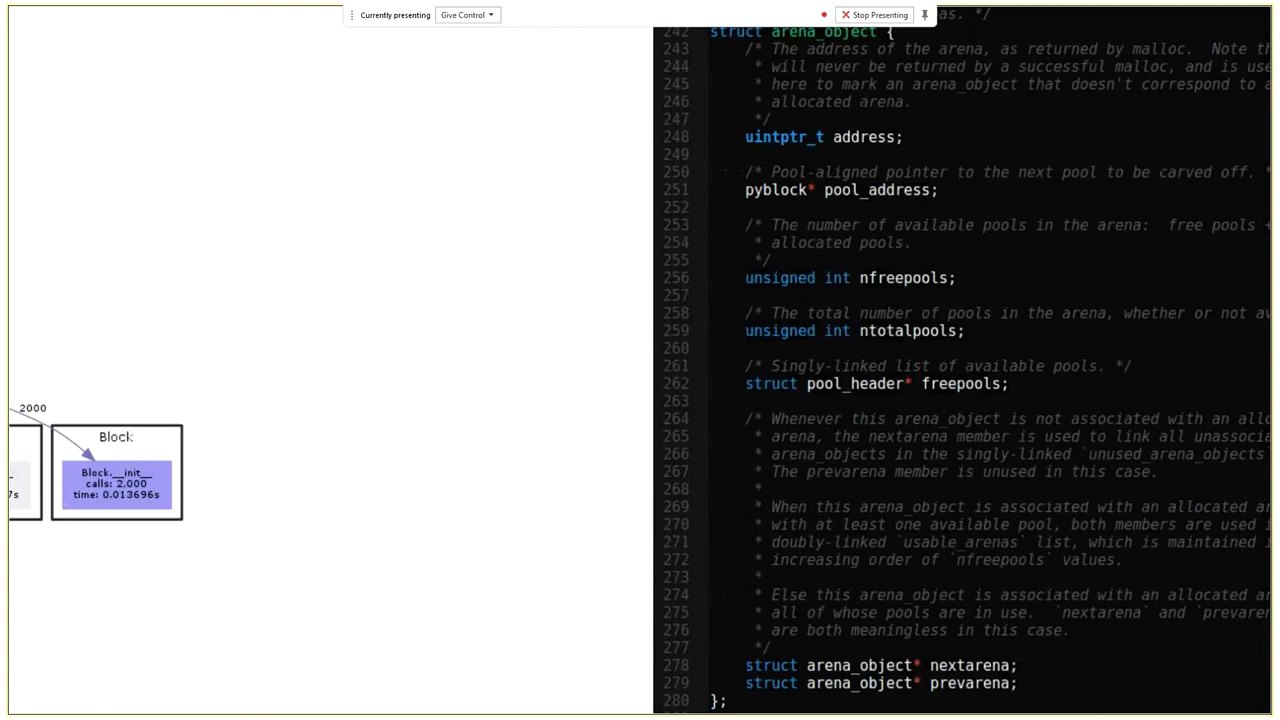 Currently presenting Give Control Stop Presenting
2000
Block
Block.__init__
calls: 2,000
time: 0.013696s
7s
as. */
242 struct arena_object {
243 /* The address of the arena, as returned by malloc. Note th
244 * will never be returned by a successful malloc, and is use
245 * here to mark an arena_object that doesn't correspond to a
246 * allocated arena.
247 */
248 uintptr_t address;
249
250 /* Pool-aligned pointer to the next pool to be carved off. *
251 pyblock* pool_address;
252
253 /* The number of available pools in the arena: free pools +
254 * allocated pools.
255 */
256 unsigned int nfreepools;
257
258 /* The total number of pools in the arena, whether or not av
259 unsigned int ntotalpools;
260
261 /* Singly-linked list of available pools. */
262 struct pool_header* freepools;
263
264 /* Whenever this arena_object is not associated with an allo
265 * arena, the nextarena member is used to link all unassocia
266 * arena_objects in the singly-linked `unused_arena_objects`
267 * The prevarena member is unused in this case.
268 *
269 * When this arena_object is associated with an allocated ar
270 * with at least one available pool, both members are used i
271 * doubly-linked `usable_arenas` list, which is maintained i
272 * increasing order of `nfreepools` values.
273 *
274 * Else this arena_object is associated with an allocated ar
275 * all of whose pools are in use. `nextarena` and `prevaren
276 * are both meaningless in this case.
277 */
278 struct arena_object* nextarena;
279 struct arena_object* prevarena;
280 };